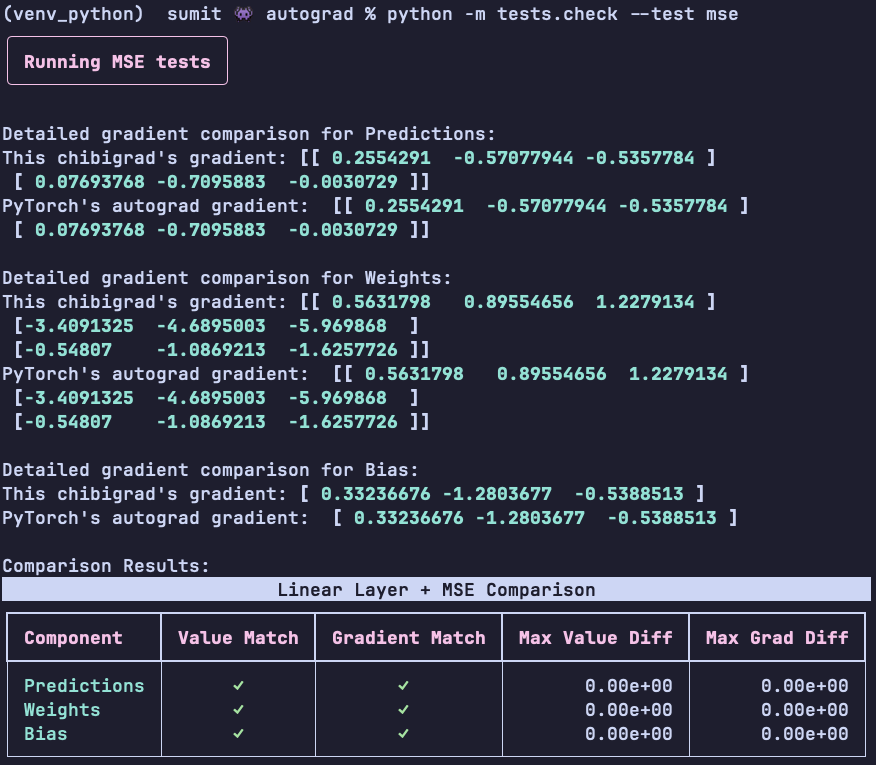 (venv_python)  sumit 👾 autograd % python -m tests.check --test mse
Running MSE tests
Detailed gradient comparison for Predictions:
This chibigrad's gradient: [[ 0.2554291  -0.57077944 -0.5357784 ]
 [ 0.07693768 -0.7095883  -0.0030729 ]]
PyTorch's autograd gradient:  [[ 0.2554291  -0.57077944 -0.5357784 ]
 [ 0.07693768 -0.7095883  -0.0030729 ]]
Detailed gradient comparison for Weights:
This chibigrad's gradient: [[ 0.5631798   0.89554656  1.2279134 ]
 [-3.4091325  -4.6895003  -5.969868  ]
 [-0.54807    -1.0869213  -1.6257726 ]]
PyTorch's autograd gradient:  [[ 0.5631798   0.89554656  1.2279134 ]
 [-3.4091325  -4.6895003  -5.969868  ]
 [-0.54807    -1.0869213  -1.6257726 ]]
Detailed gradient comparison for Bias:
This chibigrad's gradient: [ 0.33236676 -1.2803677  -0.5388513 ]
PyTorch's autograd gradient:  [ 0.33236676 -1.2803677  -0.5388513 ]
Comparison Results:
Linear Layer + MSE Comparison
Component Value Match Gradient Match Max Value Diff Max Grad Diff
Predictions ✓ ✓ 0.00e+00 0.00e+00
Weights ✓ ✓ 0.00e+00 0.00e+00
Bias ✓ ✓ 0.00e+00 0.00e+00